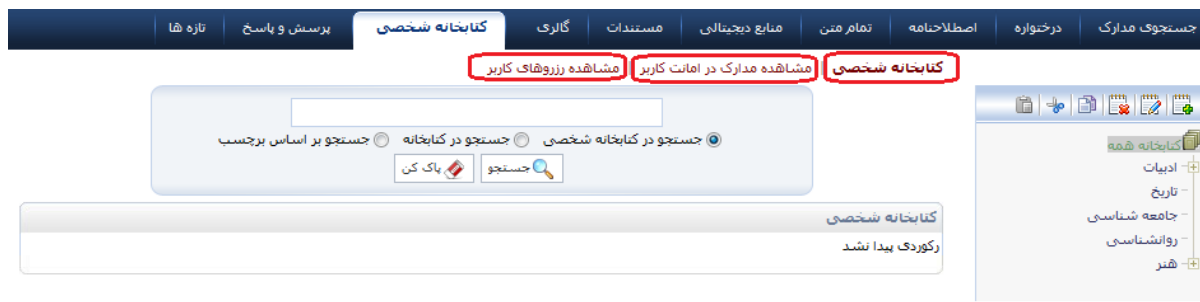 جستجوی مدارک درختواره اصطلاحنامه تمام متن منابع دیجیتالی مستندات گالری کتابخانه شخصی پرسش و پاسخ تازه ها
کتابخانه شخصی | مشاهده مدارک در امانت کاربر | مشاهده رزروهای کاربر
جستجو در کتابخانه شخصی جستجو در کتابخانه جستجو بر اساس برچسب
جستجو پاک کن
کتابخانه شخصی
رکوردی پیدا نشد
کتابخانه همه
ادبیات
تاریخ
جامعه شناسی
روانشناسی
هنر